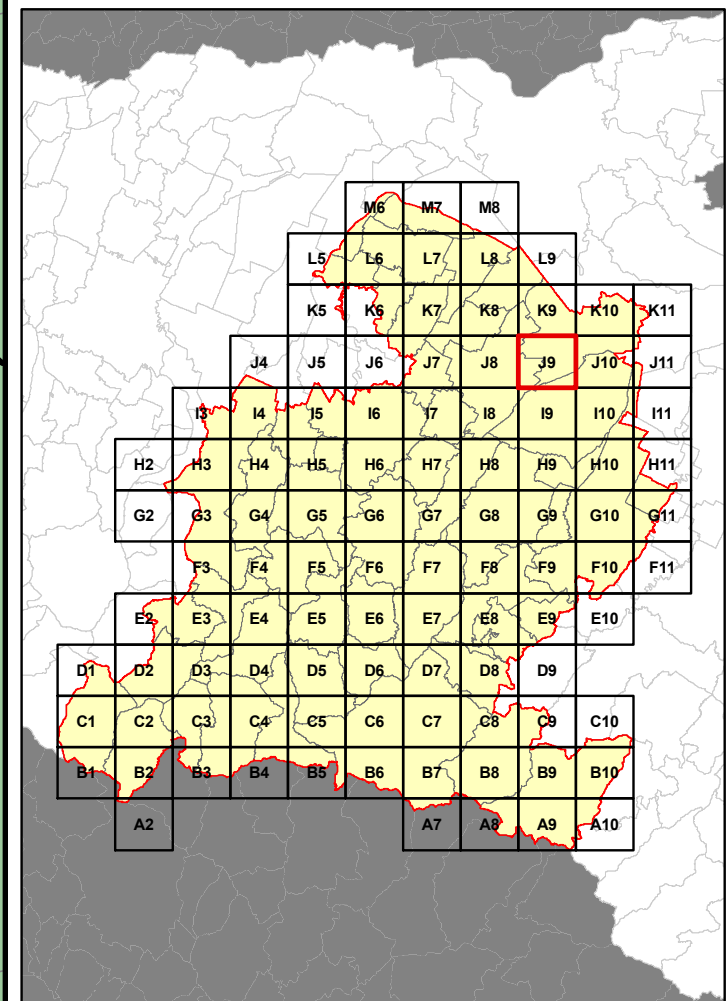 M6 M7 M8
L5 L6 L7 L8 L9
K5 K6 K7 K8 K9 K10 K11
J4 J5 J6 J7 J8 J9 J10 J11
I3 I4 I5 I6 I7 I8 I9 I10 I11
H2 H3 H4 H5 H6 H7 H8 H9 H10 H11
G2 G3 G4 G5 G6 G7 G8 G9 G10 G11
F3 F4 F5 F6 F7 F8 F9 F10 F11
E2 E3 E4 E5 E6 E7 E8 E9 E10
D1 D2 D3 D4 D5 D6 D7 D8 D9
C1 C2 C3 C4 C5 C6 C7 C8 C9 C10
B1 B2 B3 B4 B5 B6 B7 B8 B9 B10
A2 A7 A8 A9 A10